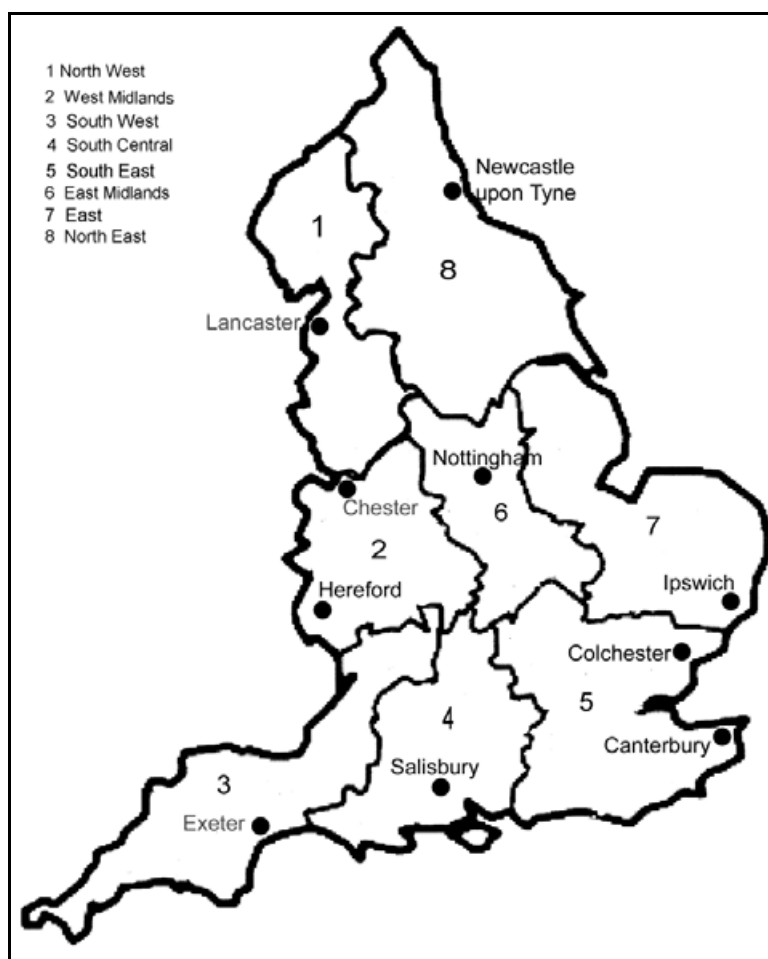 1 North West
2 West Midlands
3 South West
4 South Central
5 South East
6 East Midlands
7 East
8 North East
Newcastle
upon Tyne
1
8
Lancaster
Nottingham
Chester
6
7
2
Hereford
Ipswich
Colchester
5
4
Canterbury
Salisbury
3
Exeter